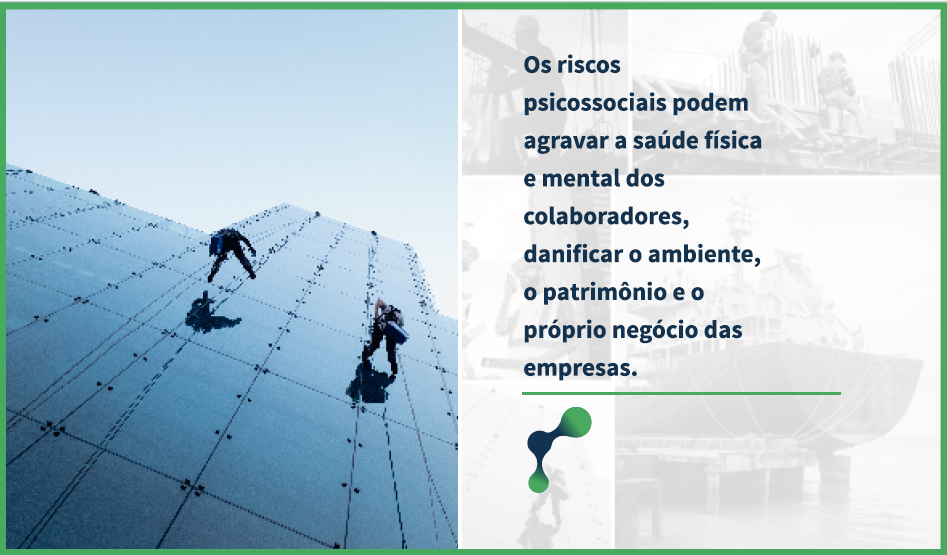 Os riscos
psicossociais podem
agravar a saúde física
e mental dos
colaboradores,
danificar o ambiente,
o patrimônio e o
próprio negócio das
empresas.